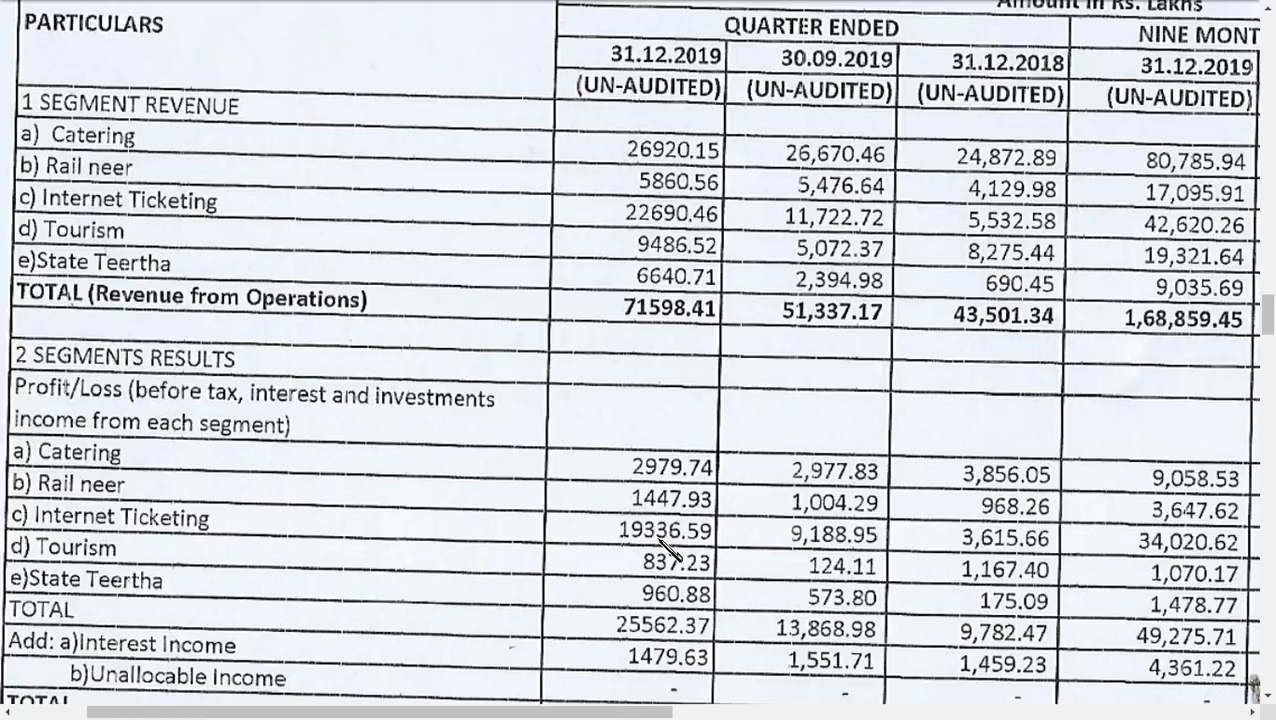 Amount in Rs. Lakhs
PARTICULARS QUARTER ENDED NINE MONT
31.12.2019 30.09.2019 31.12.2018 31.12.2019
(UN-AUDITED) (UN-AUDITED) (UN-AUDITED) (UN-AUDITED)
1 SEGMENT REVENUE
a) Catering 26920.15 26,670.46 24,872.89 80,785.94
b) Rail neer 5860.56 5,476.64 4,129.98 17,095.91
c) Internet Ticketing 22690.46 11,722.72 5,532.58 42,620.26
d) Tourism 9486.52 5,072.37 8,275.44 19,321.64
e)State Teertha 6640.71 2,394.98 690.45 9,035.69
TOTAL (Revenue from Operations) 71598.41 51,337.17 43,501.34 1,68,859.45
2 SEGMENTS RESULTS
Profit/Loss (before tax, interest and investments
income from each segment)
a) Catering 2979.74 2,977.83 3,856.05 9,058.53
b) Rail neer 1447.93 1,004.29 968.26 3,647.62
c) Internet Ticketing 19336.59 9,188.95 3,615.66 34,020.62
d) Tourism 837.23 124.11 1,167.40 1,070.17
e)State Teertha 960.88 573.80 175.09 1,478.77
TOTAL 25562.37 13,868.98 9,782.47 49,275.71
Add: a)Interest Income 1479.63 1,551.71 1,459.23 4,361.22
b)Unallocable Income - - - -
TOTAL